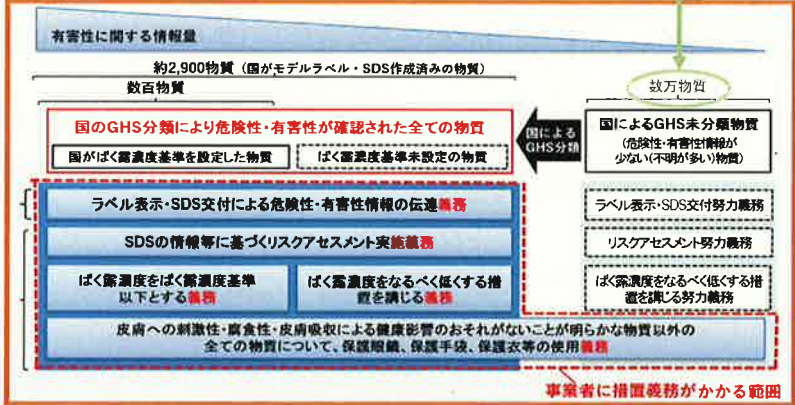 有害性に関する情報量
約2,900物質（国がモデルラベル・SDS作成済みの物質）
数百物質
数万物質
国のGHS分類により危険性・有害性が確認された全ての物質
国がばく露濃度基準を設定した物質
ばく露濃度基準未設定の物質
国による
GHS分類
国によるGHS未分類物質
（危険性・有害性情報が
少ない（不明が多い）物質）
ラベル表示・SDS交付による危険性・有害性情報の伝達義務
ラベル表示・SDS交付努力義務
SDSの情報等に基づくリスクアセスメント実施義務
リスクアセスメント努力義務
ばく露濃度をばく露濃度基準
以下とする義務
ばく露濃度をなるべく低くする措
置を講じる義務
ばく露濃度をなるべく低くする措
置を講じる努力義務
皮膚への刺激性・腐食性・皮膚吸収による健康影響のおそれがないことが明らかな物質以外の
全ての物質について、保護眼鏡、保護手袋、保護衣等の使用義務
事業者に措置義務がかかる範囲